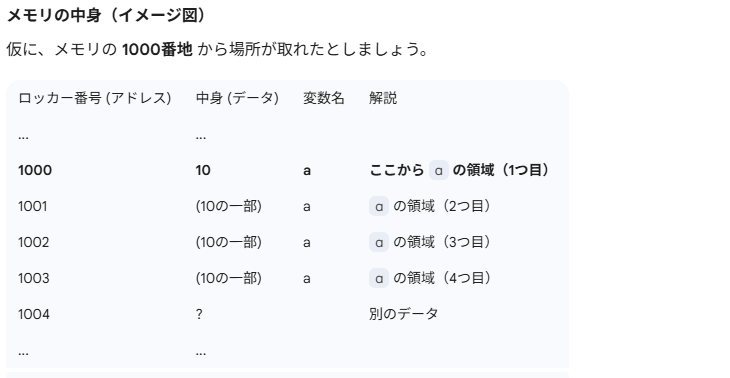 メモリの中身（イメージ図）
仮に、メモリの 1000番地 から場所が取れたとしましょう。
ロッカー番号 (アドレス) 中身 (データ) 変数名 解説
... ...
1000 10 a ここから a の領域（1つ目）
1001 (10の一部) a a の領域（2つ目）
1002 (10の一部) a a の領域（3つ目）
1003 (10の一部) a a の領域（4つ目）
1004 ? 別のデータ
... ...